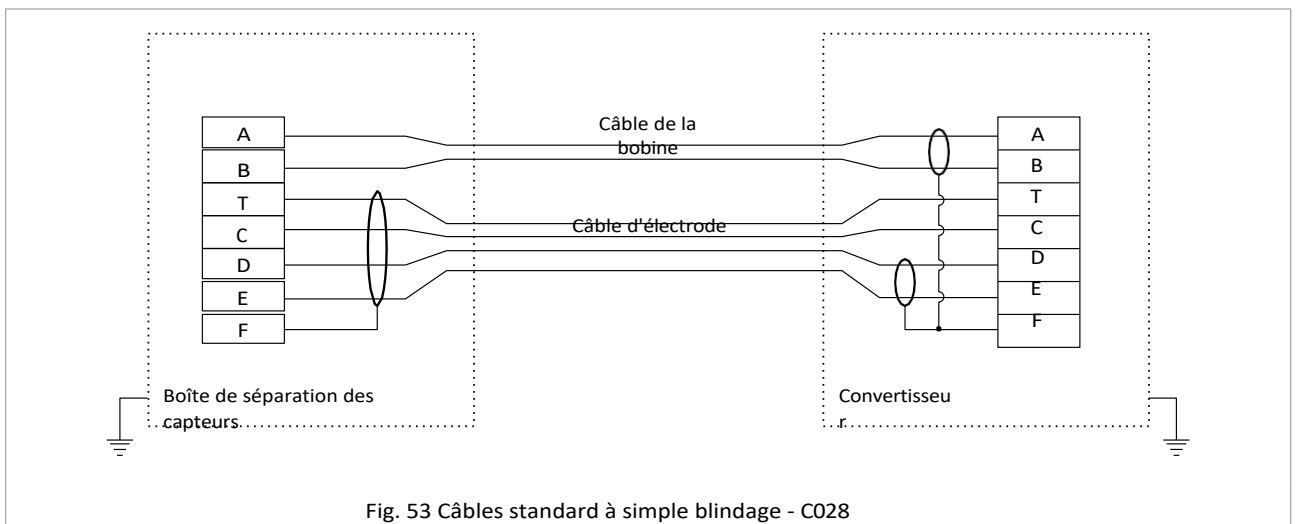 A
B
T
C
D
E
F
Câble de la
bobine
Câble d'électrode
A
B
T
C
D
E
F
Boîte de séparation des
capteurs
Convertisseu
r
Fig. 53 Câbles standard à simple blindage - C028